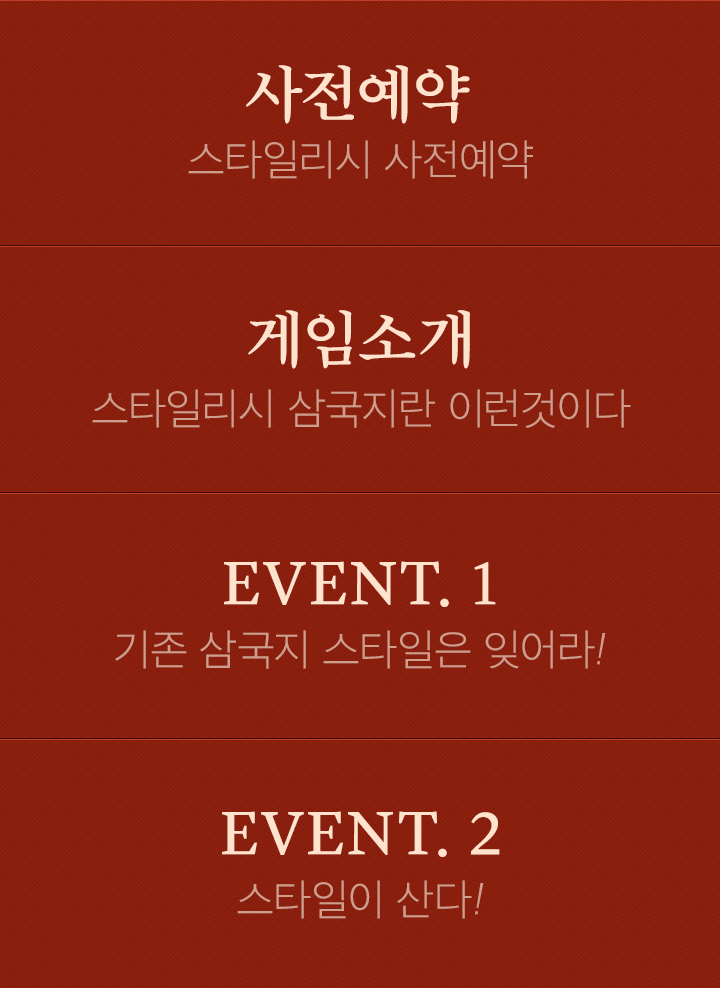 사전예약
스타일리시 사전예약
게임소개
스타일리시 삼국지란 이런것이다
EVENT. 1
기존 삼국지 스타일은 잊어라!
EVENT. 2
스타일이 산다!